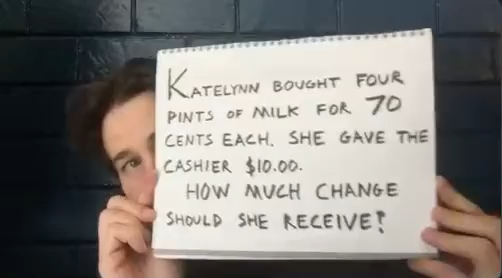 KATELYNN BOUGHT FOUR
PINTS OF MILK FOR 70
CENTS EACH. SHE GAVE THE
CASHIER $10.00.
HOW MUCH CHANGE
SHOULD SHE RECEIVE?